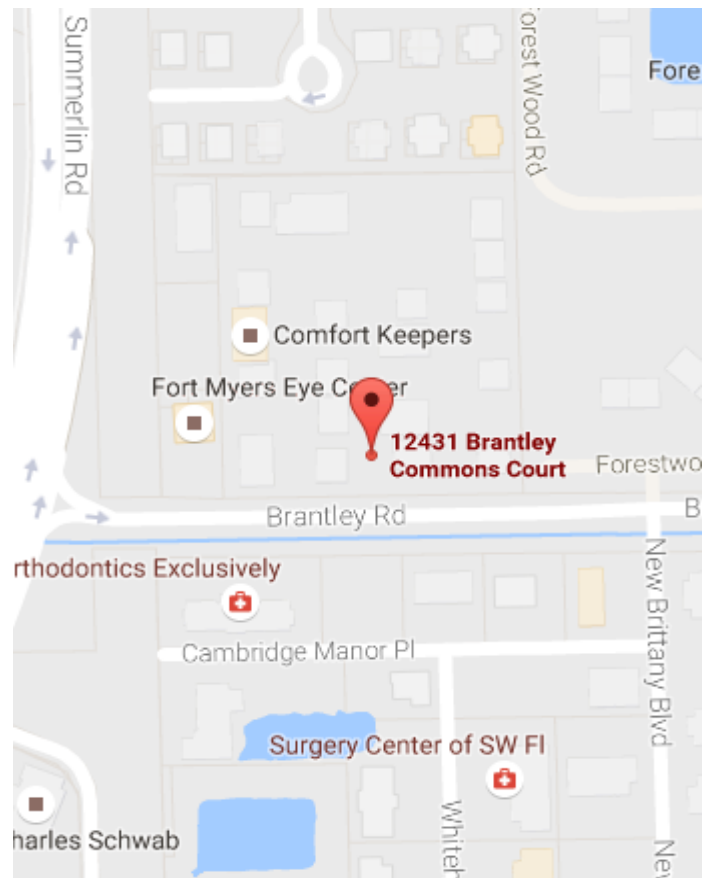 Summerlin Rd
Forest Wood Rd
Fore
Comfort Keepers
Fort Myers Eye Center
12431 Brantley
Commons Court
Forestwo
Brantley Rd
B
rthodontics Exclusively
New Brittany Blvd
Cambridge Manor Pl
Surgery Center of SW Fl
harles Schwab
Whiteh
Nev